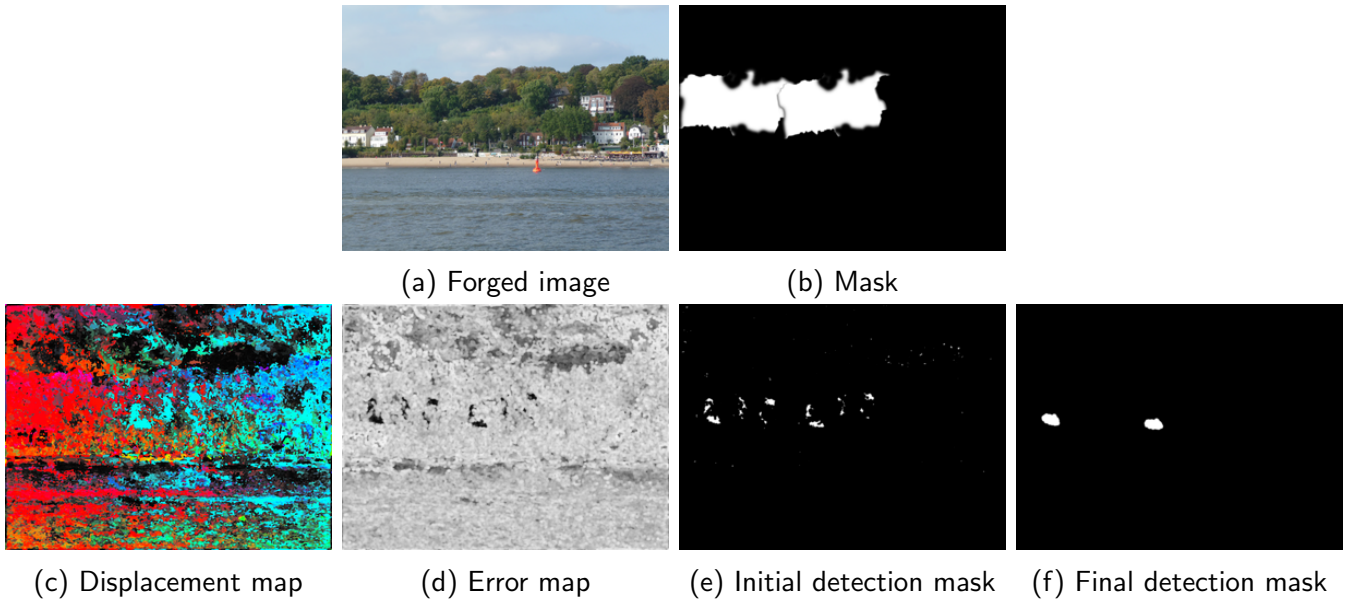 (a) Forged image
(b) Mask
(c) Displacement map
(d) Error map
(e) Initial detection mask
(f) Final detection mask